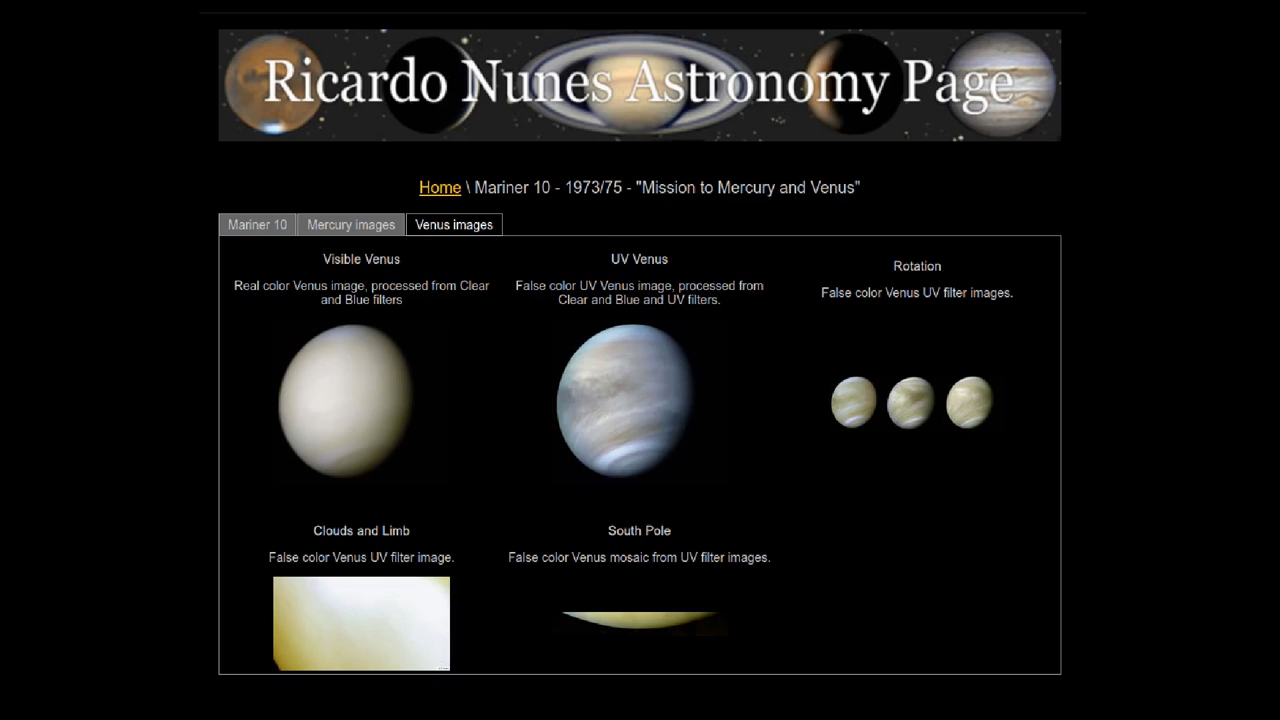 Ricardo Nunes Astronomy Page
Home \ Mariner 10 - 1973/75 - "Mission to Mercury and Venus"
Mariner 10
Mercury images
Venus images
Visible Venus
Real color Venus image, processed from Clear
and Blue filters
UV Venus
False color UV Venus image, processed from
Clear and Blue and UV filters.
Rotation
False color Venus UV filter images.
Clouds and Limb
False color Venus UV filter image.
South Pole
False color Venus mosaic from UV filter images.